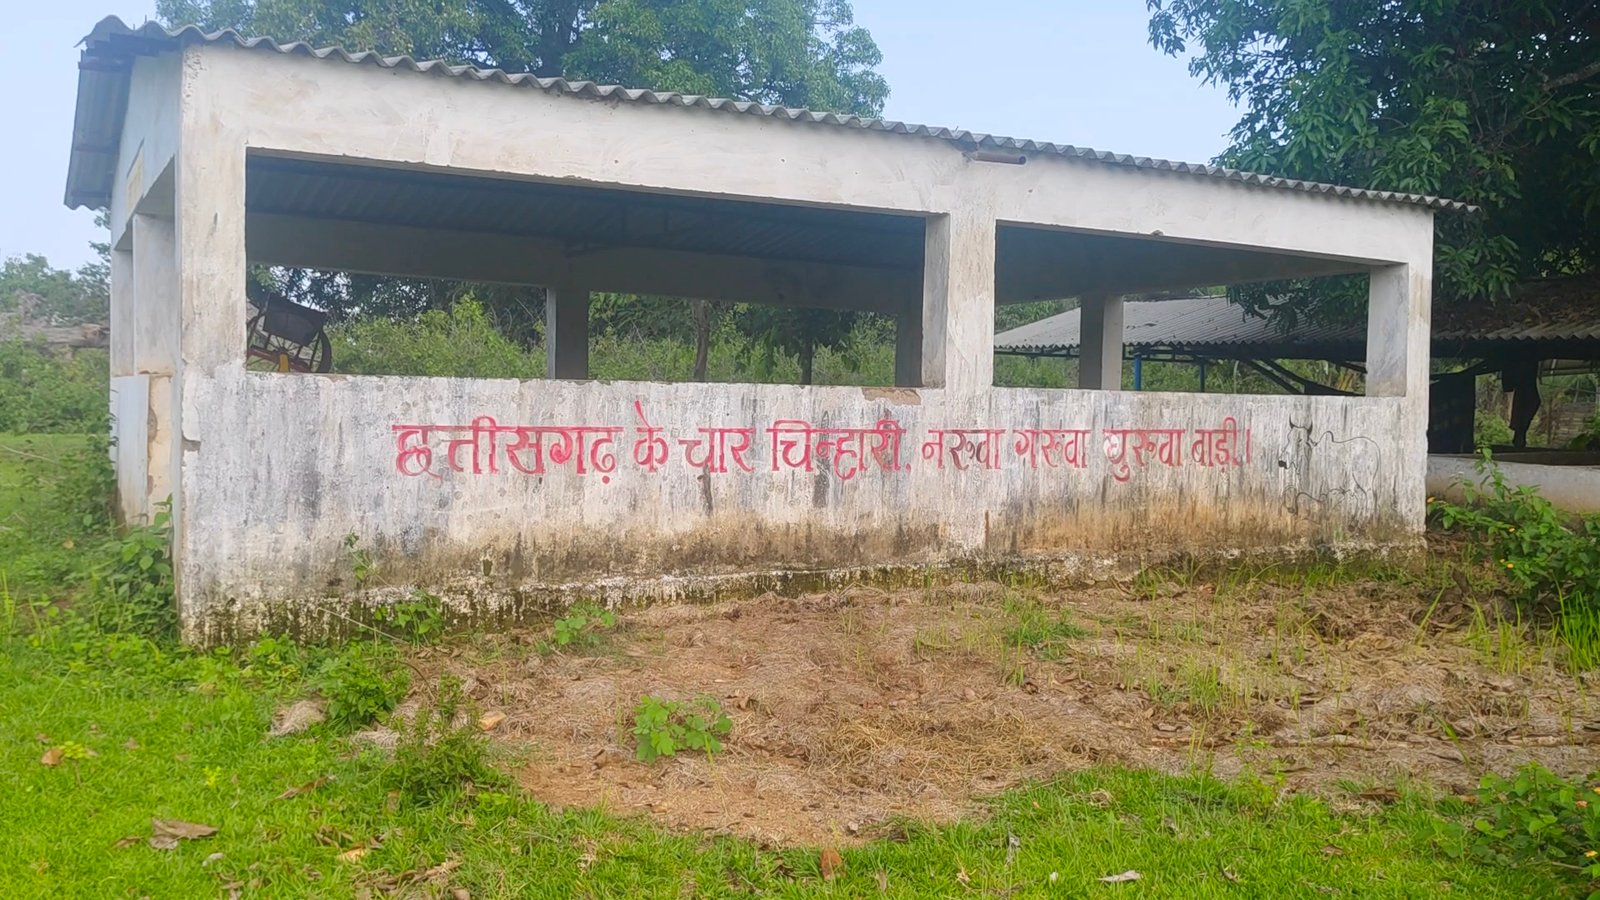 छत्तीसगढ़ के चार चिन्हारी, नरूवा गरूवा घुरूवा बाड़ी।